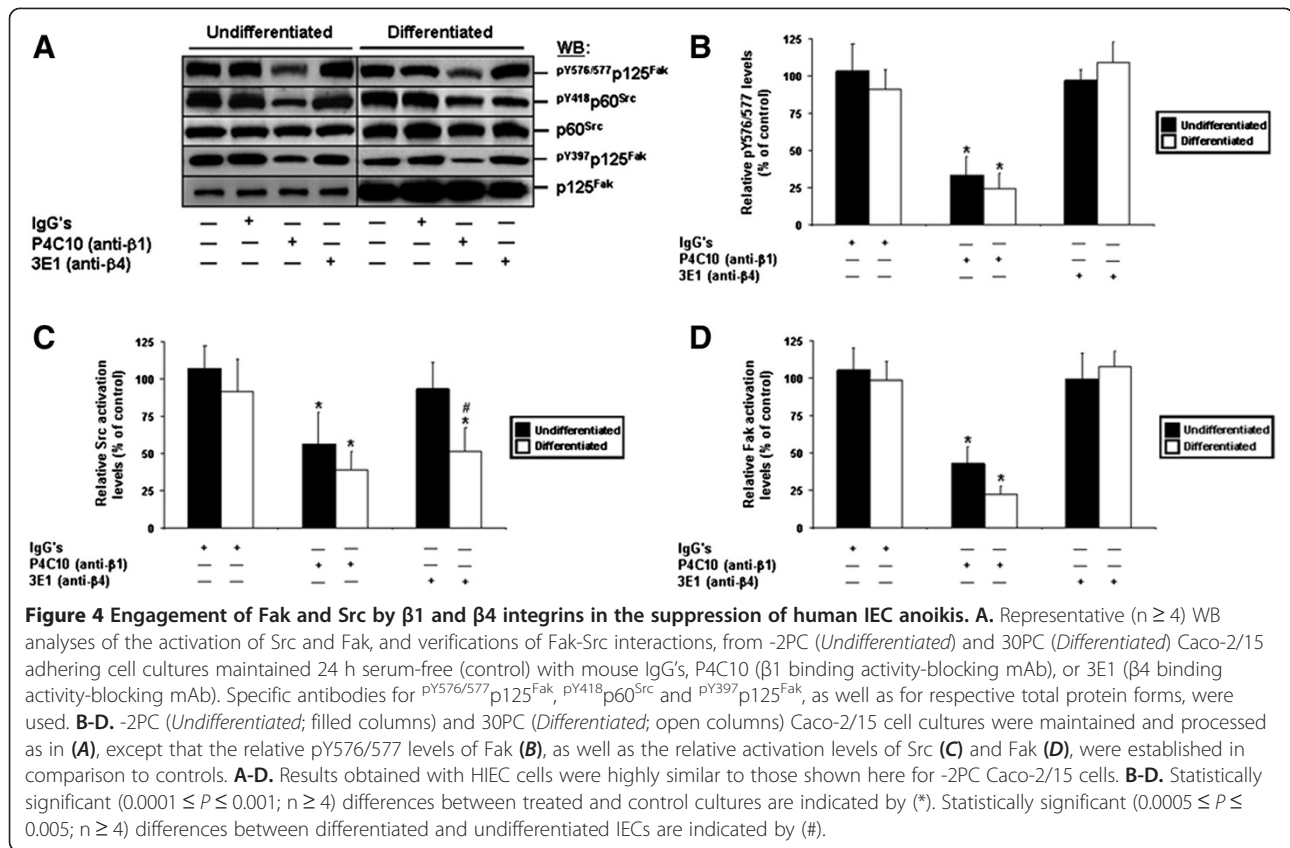 A
Undifferentiated Differentiated
WB:
pY576/577p125Fak
pY418p60Src
p60Src
pY397p125Fak
p125Fak
IgG's — + — — — + — —
P4C10 (anti-β1) — — + — — — + —
3E1 (anti-β4) — — — + — — — +
B
Relative pY576/577 levels
(% of control)
125
100
75
50
25
0
* *
Undifferentiated
Differentiated
IgG's + + — — — —
P4C10 (anti-β1) — — + + — —
3E1 (anti-β4) — — — — + +
C
Relative Src activation
levels (% of control)
125
100
75
50
25
0
* * # *
Undifferentiated
Differentiated
IgG's + + — — — —
P4C10 (anti-β1) — — + + — —
3E1 (anti-β4) — — — — + +
D
Relative Fak activation
levels (% of control)
125
100
75
50
25
0
* *
Undifferentiated
Differentiated
IgG's + + — — — —
P4C10 (anti-β1) — — + + — —
3E1 (anti-β4) — — — — + +
Figure 4 Engagement of Fak and Src by β1 and β4 integrins in the suppression of human IEC anoikis. A. Representative (n ≥ 4) WB
analyses of the activation of Src and Fak, and verifications of Fak-Src interactions, from -2PC (Undifferentiated) and 30PC (Differentiated) Caco-2/15
adhering cell cultures maintained 24 h serum-free (control) with mouse IgG's, P4C10 (β1 binding activity-blocking mAb), or 3E1 (β4 binding
activity-blocking mAb). Specific antibodies for pY576/577p125Fak, pY418p60Src and pY397p125Fak, as well as for respective total protein forms, were
used. B-D. -2PC (Undifferentiated; filled columns) and 30PC (Differentiated; open columns) Caco-2/15 cell cultures were maintained and processed
as in (A), except that the relative pY576/577 levels of Fak (B), as well as the relative activation levels of Src (C) and Fak (D), were established in
comparison to controls. A-D. Results obtained with HIEC cells were highly similar to those shown here for -2PC Caco-2/15 cells. B-D. Statistically
significant (0.0001 ≤ P ≤ 0.001; n ≥ 4) differences between treated and control cultures are indicated by (*). Statistically significant (0.0005 ≤ P ≤
0.005; n ≥ 4) differences between differentiated and undifferentiated IECs are indicated by (#).